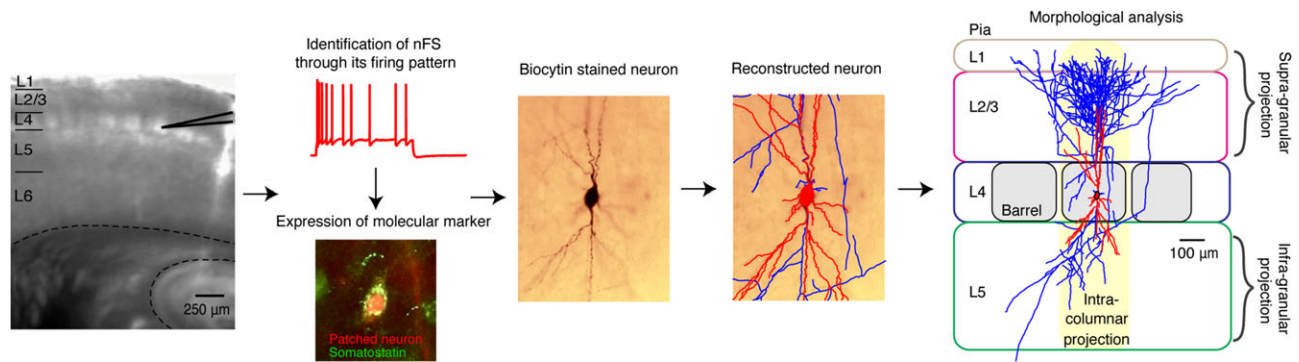 L1
L2/3
L4
L5
L6
250 µm
Identification of nFS
through its firing pattern
Expression of molecular marker
Patched neuron
Somatostatin
Biocytin stained neuron
Reconstructed neuron
Morphological analysis
Pia
L1
L2/3
L4
Barrel
L5
100 µm
Intra-
columnar
projection
Supra-granular
projection
Infra-granular
projection